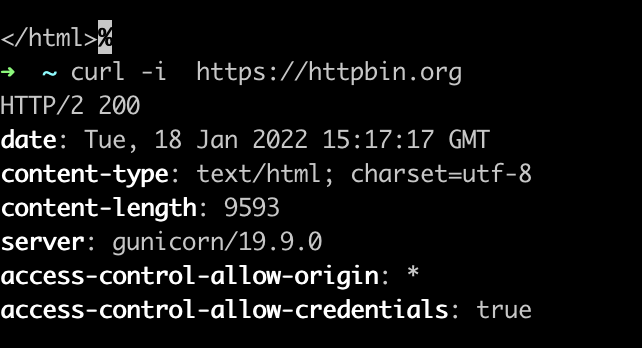 </html>%
➜  ~ curl -i  https://httpbin.org
HTTP/2 200
date: Tue, 18 Jan 2022 15:17:17 GMT
content-type: text/html; charset=utf-8
content-length: 9593
server: gunicorn/19.9.0
access-control-allow-origin: *
access-control-allow-credentials: true